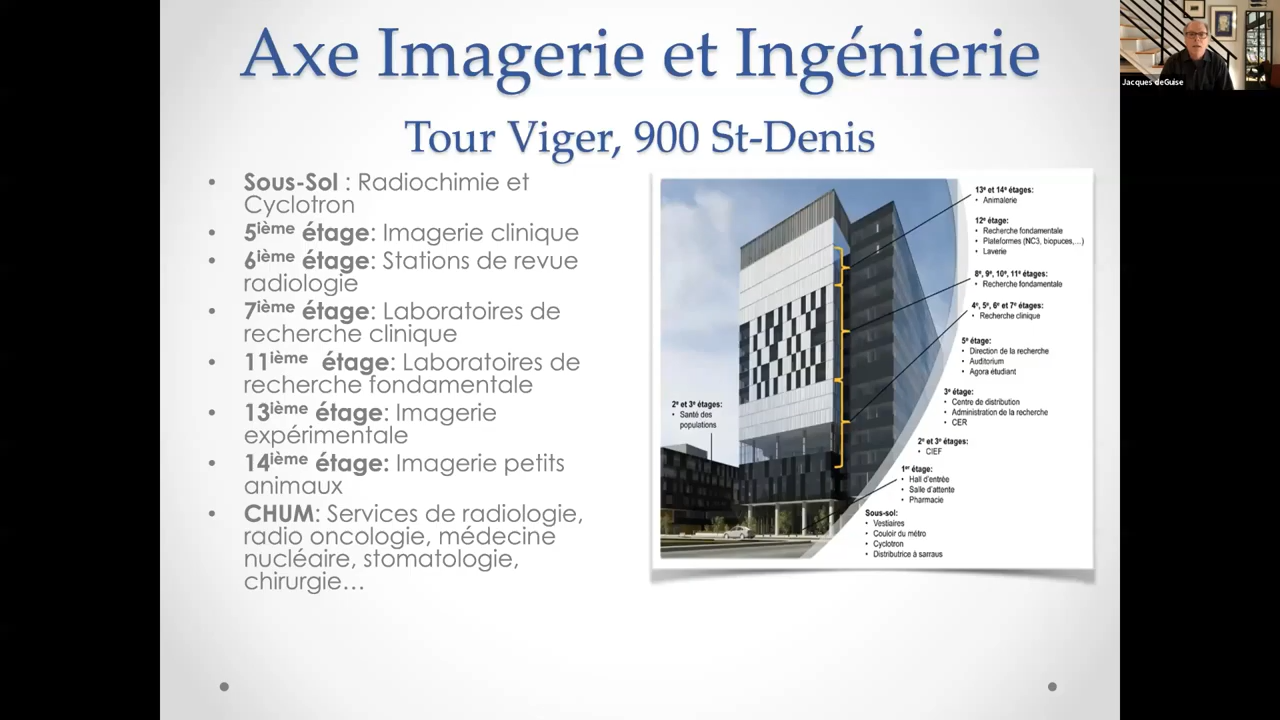 Axe Imagerie et Ingénierie
Tour Viger, 900 St-Denis
• Sous-Sol : Radiochimie et
Cyclotron
• 5ième étage: Imagerie clinique
• 6ième étage: Stations de revue
radiologie
• 7ième étage: Laboratoires de
recherche clinique
• 11ième étage: Laboratoires de
recherche fondamentale
• 13ième étage: Imagerie
expérimentale
• 14ième étage: Imagerie petits
animaux
• CHUM: Services de radiologie,
radio oncologie, médecine
nucléaire, stomatologie,
chirurgie…
13e et 14e étages:
• Animalerie
12e étage:
• Recherche fondamentale
• Plateformes (NC3, biopuces,...)
• Laverie
8e, 9e, 10e, 11e étages:
• Recherche fondamentale
4e, 5e, 6e et 7e étages:
• Recherche clinique
5e étage:
• Direction de la recherche
• Auditorium
• Agora étudiant
3e étage:
• Centre de distribution
• Administration de la recherche
• CER
2e et 3e étages:
• CIEF
1er étage:
• Hall d'entrée
• Salle d'attente
• Pharmacie
Sous-sol:
• Vestiaires
• Couloir du métro
• Cyclotron
• Distributrice à sarraus
2e et 3e étages:
• Santé des
populations
Jacques deGuise